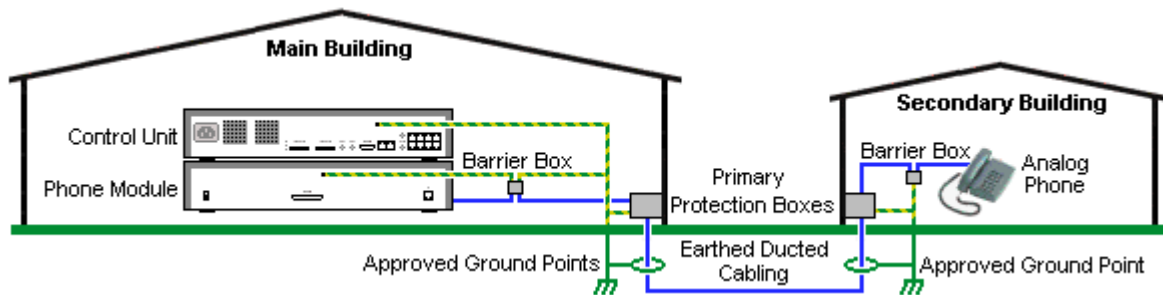 Main Building
Secondary Building
Control Unit
Barrier Box
Barrier Box
Analog
Phone
Phone Module
Primary
Protection Boxes
Approved Ground Points
Earthed Ducted
Cabling
Approved Ground Point